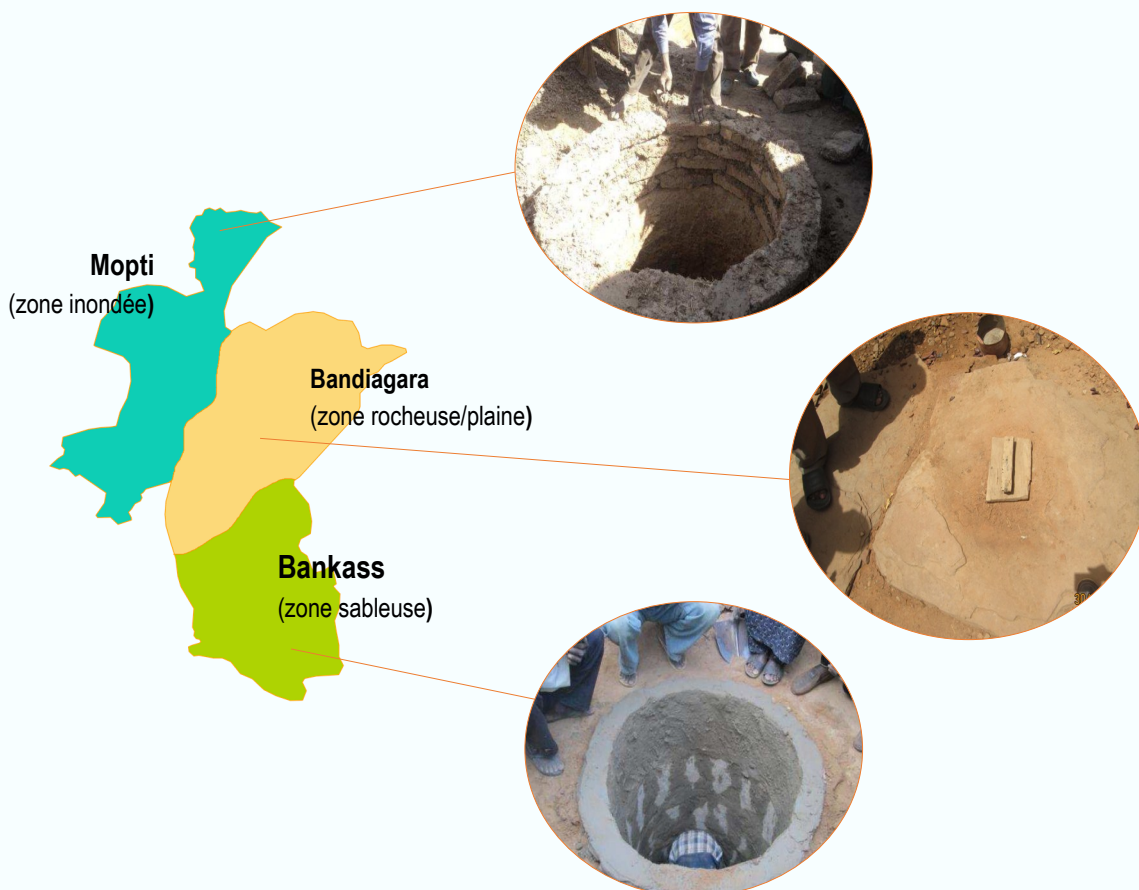 Mopti
(zone inondée)
Bandiagara
(zone rocheuse/plaine)
Bankass
(zone sableuse)